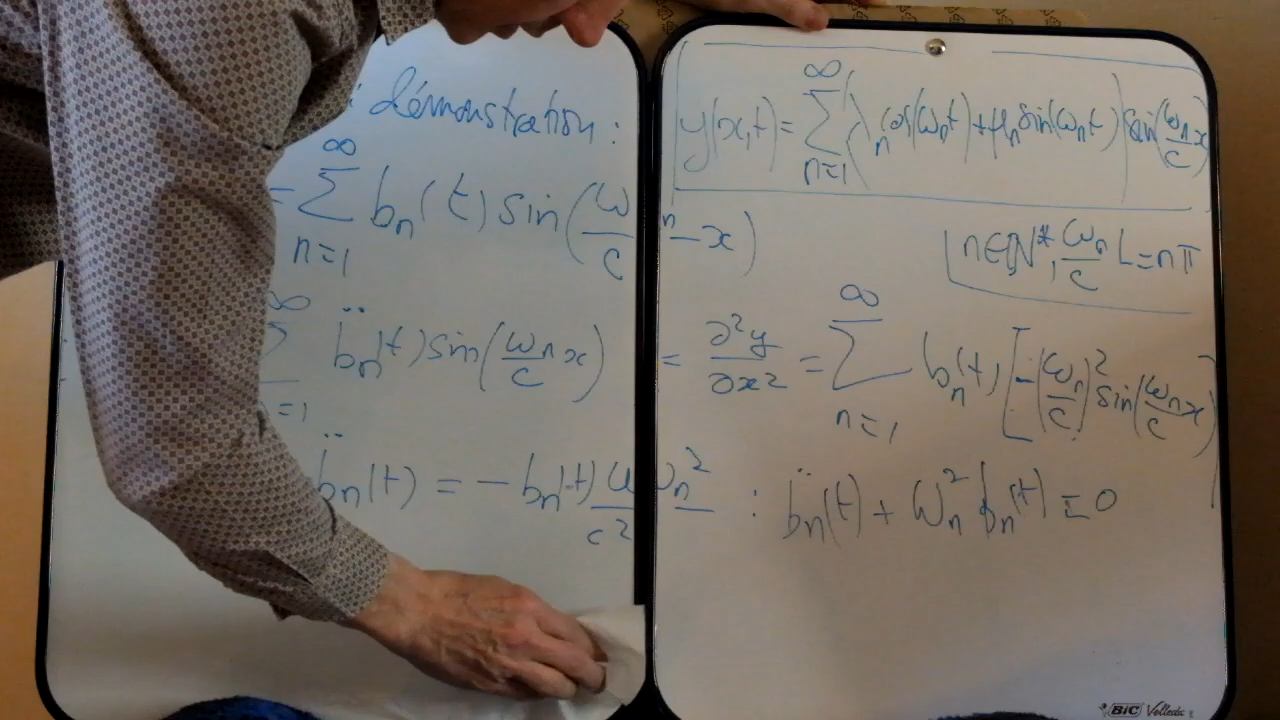 démonstration :
y(x,t) = ∑_{n=1}^{∞} (λ_n cos(ω_n t) + μ_n sin(ω_n t)) sin(ω_n/c x)
= ∑_{n=1}^{∞} b_n(t) sin(ω_n/c x)
n∈ℕ*, ω_n/c L = nπ
b̈_n(t) sin(ω_n/c x) = ∂²y/∂x² = ∑_{n=1}^{∞} b_n(t) [-(ω_n/c)² sin(ω_n/c x)
b̈_n(t) = - b_n(t) ω_n²/c² : b̈_n(t) + ω_n² b_n(t) = 0
BIC Velleda